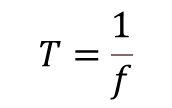 T = 1/f